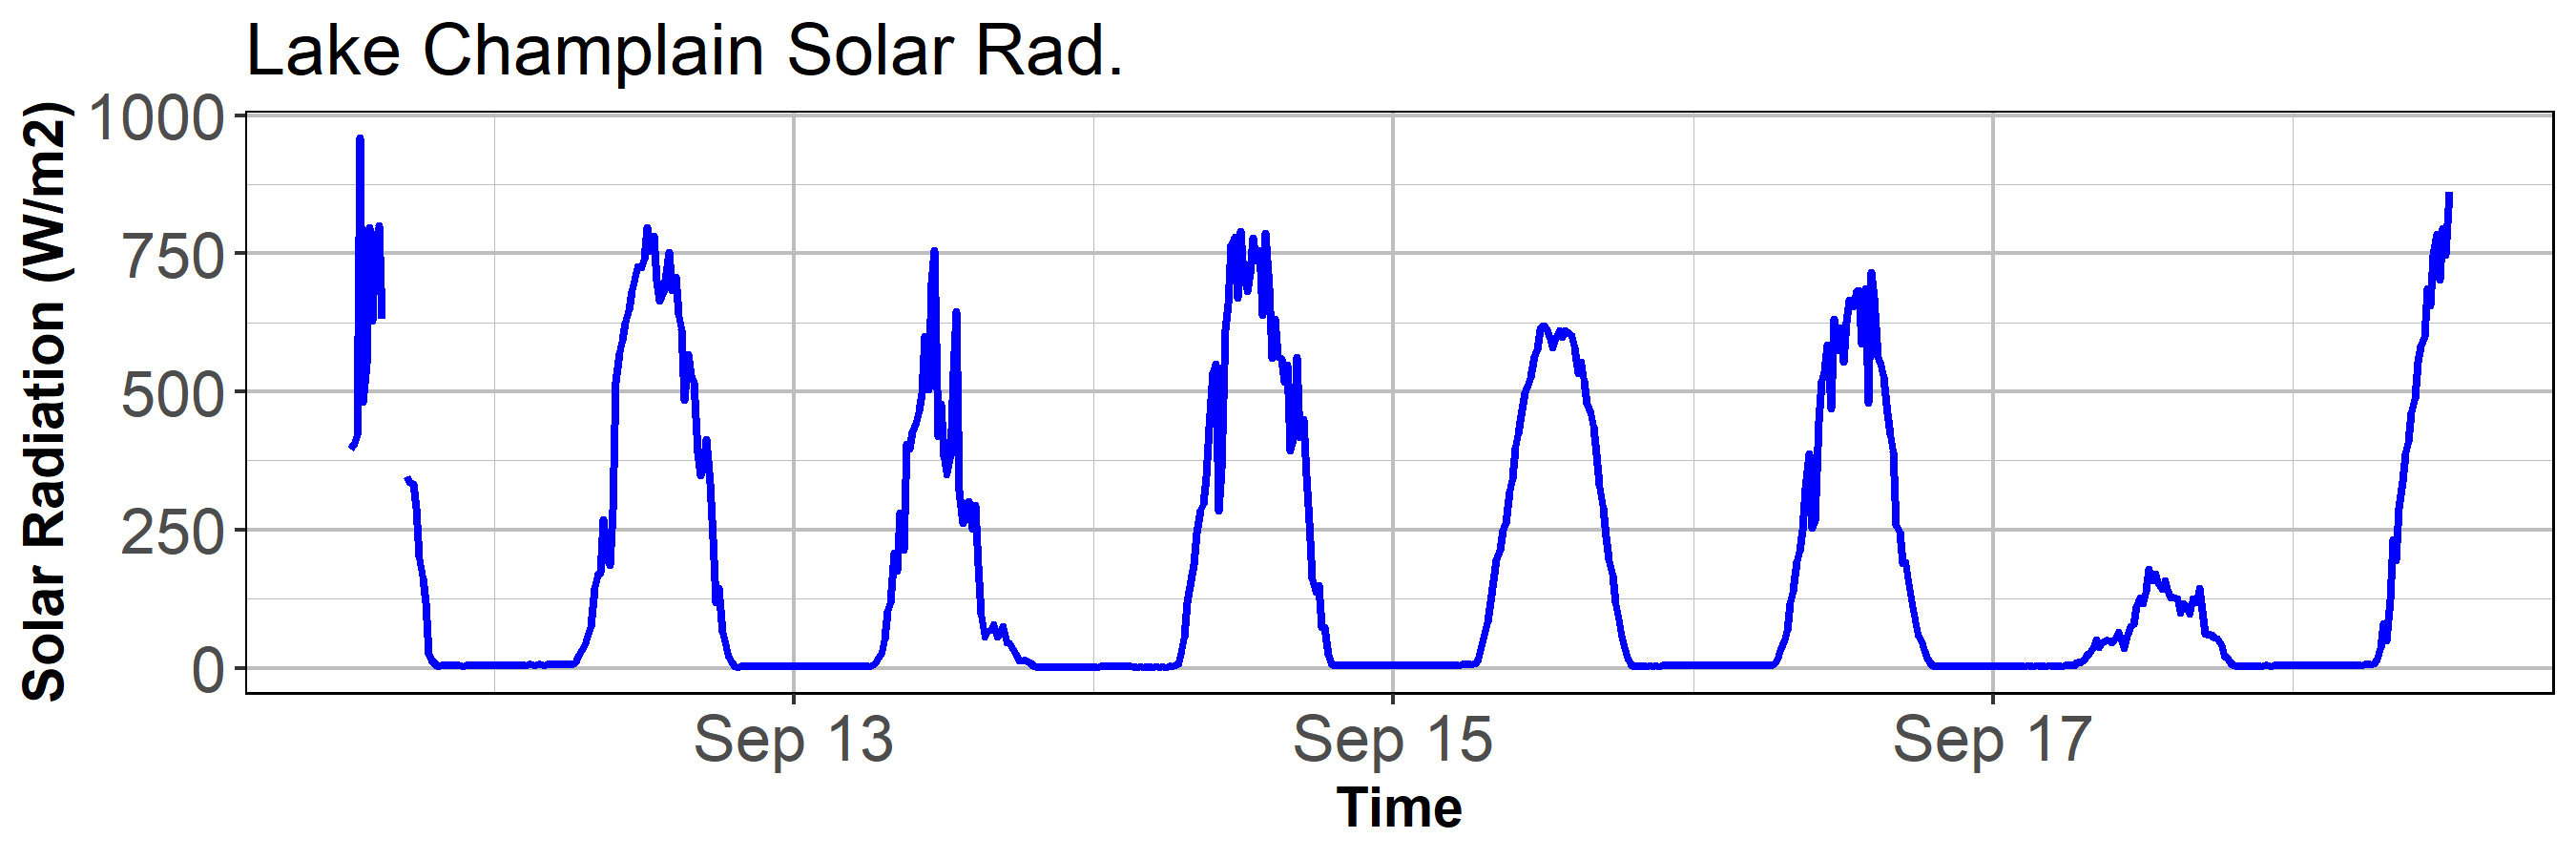 Lake Champlain Solar Rad.
Solar Radiation (W/m2)
1000
750
500
250
0
Sep 13
Sep 15
Sep 17
Time